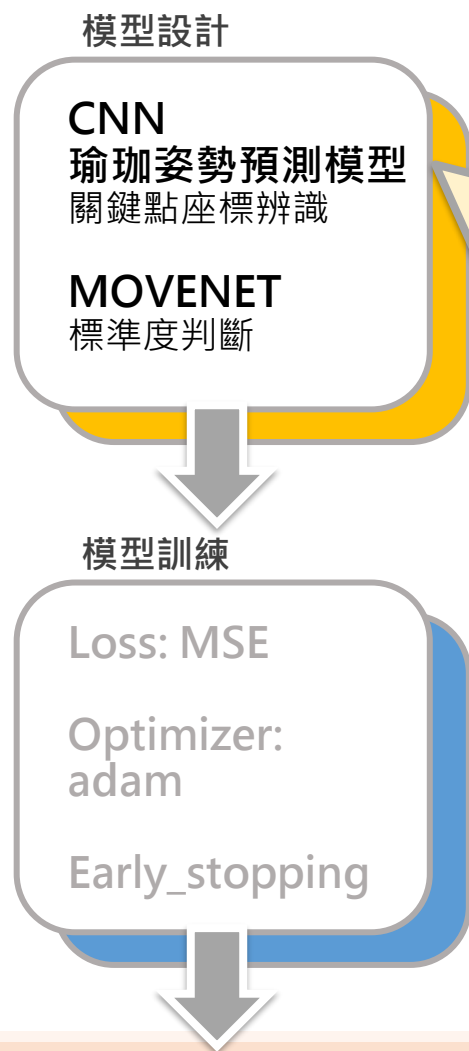 模型設計
CNN
瑜珈姿勢預測模型
關鍵點座標辨識
MOVENET
標準度判斷
模型訓練
Loss: MSE
Optimizer:
adam
Early_stopping